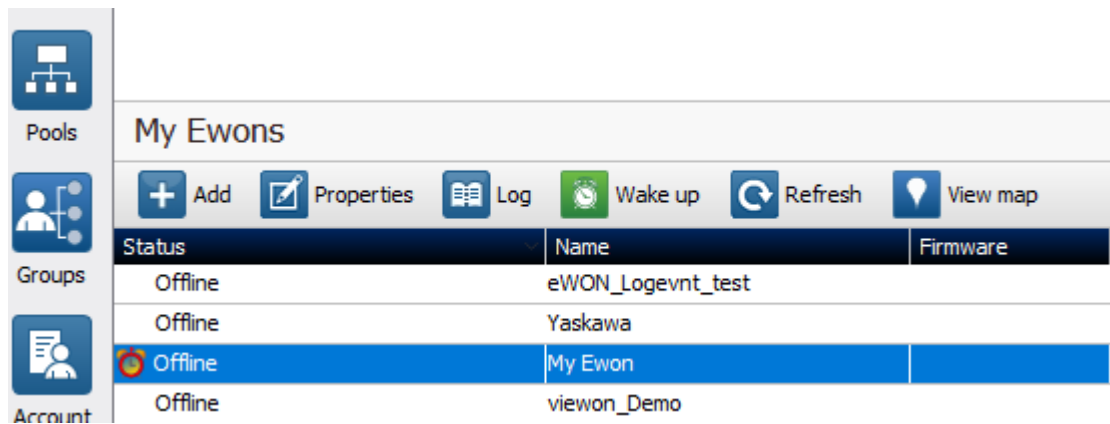 Pools
Groups
Account
My Ewons
Add Properties Log Wake up Refresh View map
Status Name Firmware
Offline eWON_Logevnt_test
Offline Yaskawa
Offline My Ewon
Offline viewon_Demo